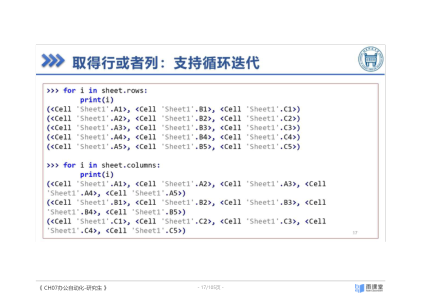 取得行或者列：支持循环迭代
>>> for i in sheet.rows:
        print(i)
(<Cell 'Sheet1'.A1>, <Cell 'Sheet1'.B1>, <Cell 'Sheet1'.C1>)
(<Cell 'Sheet1'.A2>, <Cell 'Sheet1'.B2>, <Cell 'Sheet1'.C2>)
(<Cell 'Sheet1'.A3>, <Cell 'Sheet1'.B3>, <Cell 'Sheet1'.C3>)
(<Cell 'Sheet1'.A4>, <Cell 'Sheet1'.B4>, <Cell 'Sheet1'.C4>)
(<Cell 'Sheet1'.A5>, <Cell 'Sheet1'.B5>, <Cell 'Sheet1'.C5>)
>>> for i in sheet.columns:
        print(i)
(<Cell 'Sheet1'.A1>, <Cell 'Sheet1'.A2>, <Cell 'Sheet1'.A3>, <Cell
'Sheet1'.A4>, <Cell 'Sheet1'.A5>)
(<Cell 'Sheet1'.B1>, <Cell 'Sheet1'.B2>, <Cell 'Sheet1'.B3>, <Cell
'Sheet1'.B4>, <Cell 'Sheet1'.B5>)
(<Cell 'Sheet1'.C1>, <Cell 'Sheet1'.C2>, <Cell 'Sheet1'.C3>, <Cell
'Sheet1'.C4>, <Cell 'Sheet1'.C5>)
《 CH07办公自动化-研究生 》
雨课堂